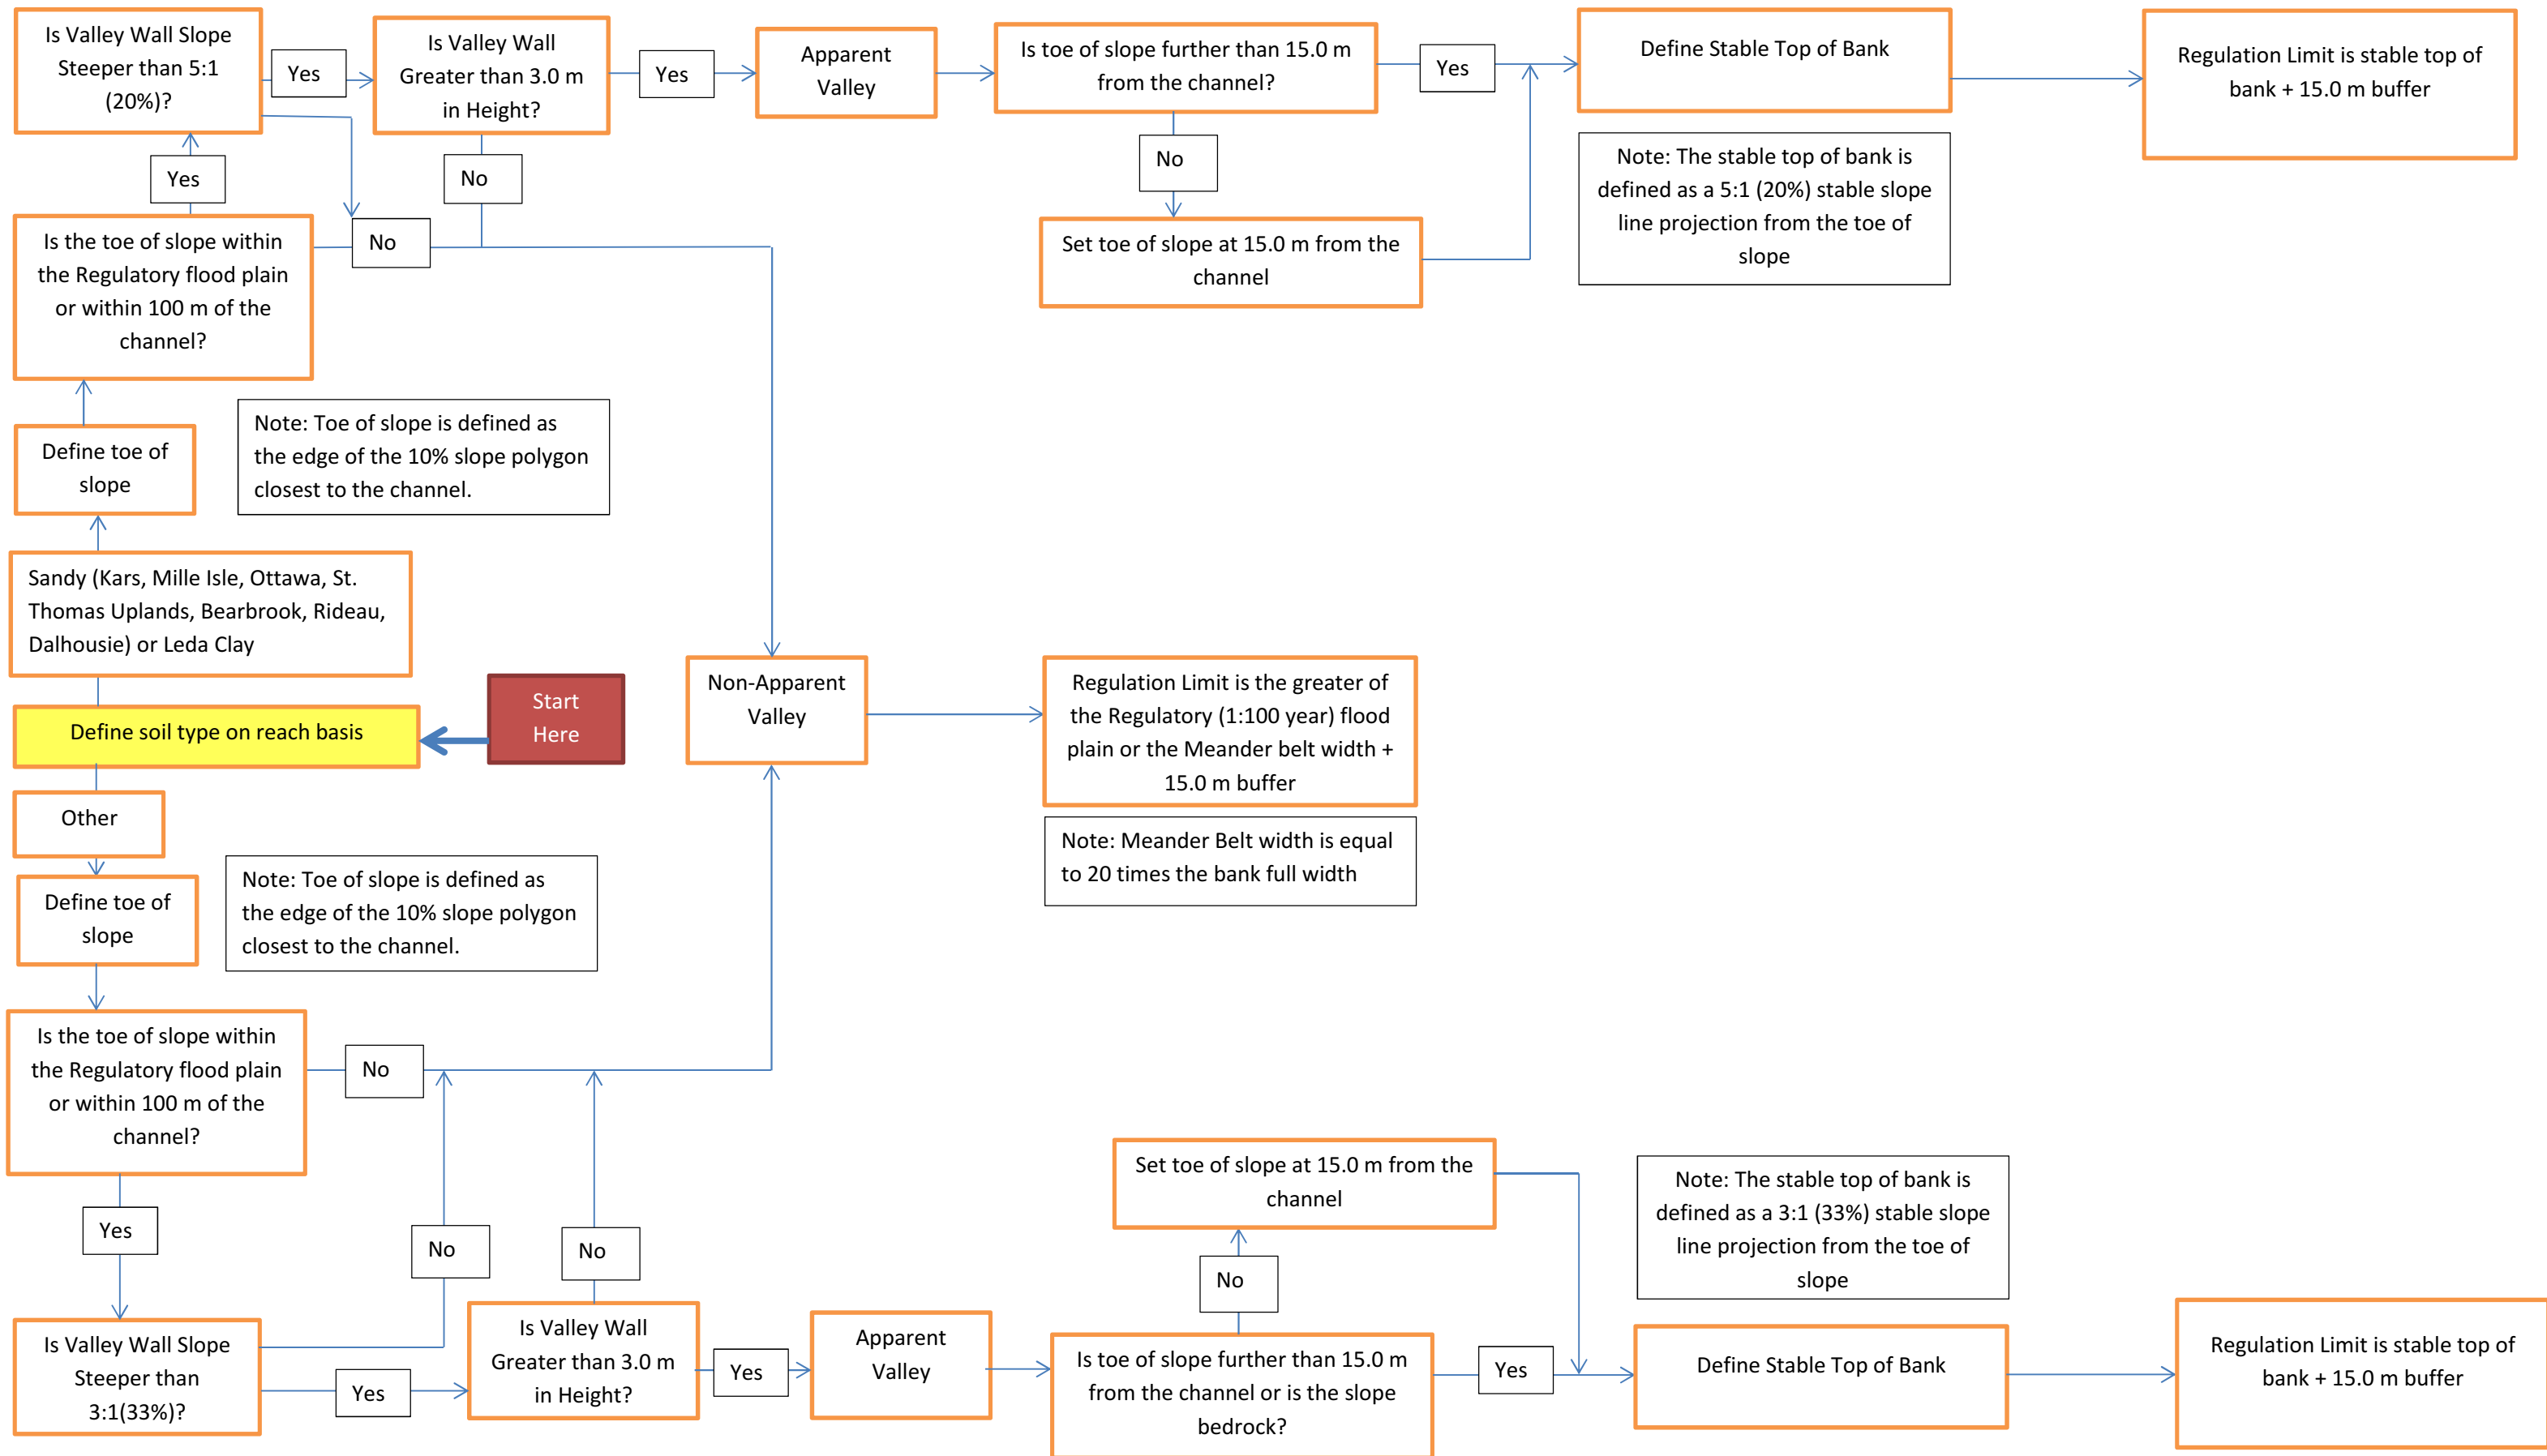 Is Valley Wall Slope
Steeper than 5:1
(20%)?
Yes
Is Valley Wall
Greater than 3.0 m
in Height?
Yes
Apparent
Valley
Is toe of slope further than 15.0 m
from the channel?
Yes
Define Stable Top of Bank
Regulation Limit is stable top of
bank + 15.0 m buffer
Yes
No
No
Note: The stable top of bank is
defined as a 5:1 (20%) stable slope
line projection from the toe of
slope
Is the toe of slope within
the Regulatory flood plain
or within 100 m of the
channel?
No
Set toe of slope at 15.0 m from the
channel
Define toe of
slope
Note: Toe of slope is defined as
the edge of the 10% slope polygon
closest to the channel.
Sandy (Kars, Mille Isle, Ottawa, St.
Thomas Uplands, Bearbrook, Rideau,
Dalhousie) or Leda Clay
Define soil type on reach basis
Start
Here
Non-Apparent
Valley
Regulation Limit is the greater of
the Regulatory (1:100 year) flood
plain or the Meander belt width +
15.0 m buffer
Other
Note: Meander Belt width is equal
to 20 times the bank full width
Define toe of
slope
Note: Toe of slope is defined as
the edge of the 10% slope polygon
closest to the channel.
Is the toe of slope within
the Regulatory flood plain
or within 100 m of the
channel?
No
Yes
No
No
Set toe of slope at 15.0 m from the
channel
No
Note: The stable top of bank is
defined as a 3:1 (33%) stable slope
line projection from the toe of
slope
Is Valley Wall Slope
Steeper than
3:1(33%)?
Yes
Is Valley Wall
Greater than 3.0 m
in Height?
Yes
Apparent
Valley
Is toe of slope further than 15.0 m
from the channel or is the slope
bedrock?
Yes
Define Stable Top of Bank
Regulation Limit is stable top of
bank + 15.0 m buffer